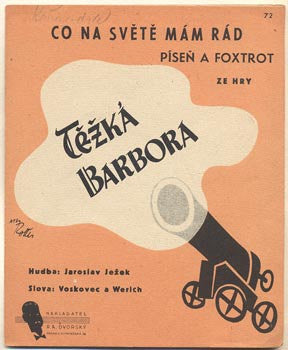 72
CO NA SVĚTĚ MÁM RÁD
PÍSEŇ A FOXTROT
ZE HRY
TĚŽKÁ
BARBORA
Hudba: Jaroslav Ježek
Slova: Voskovec a Werich
NAKLADATEL
R.A. DVORSKÝ